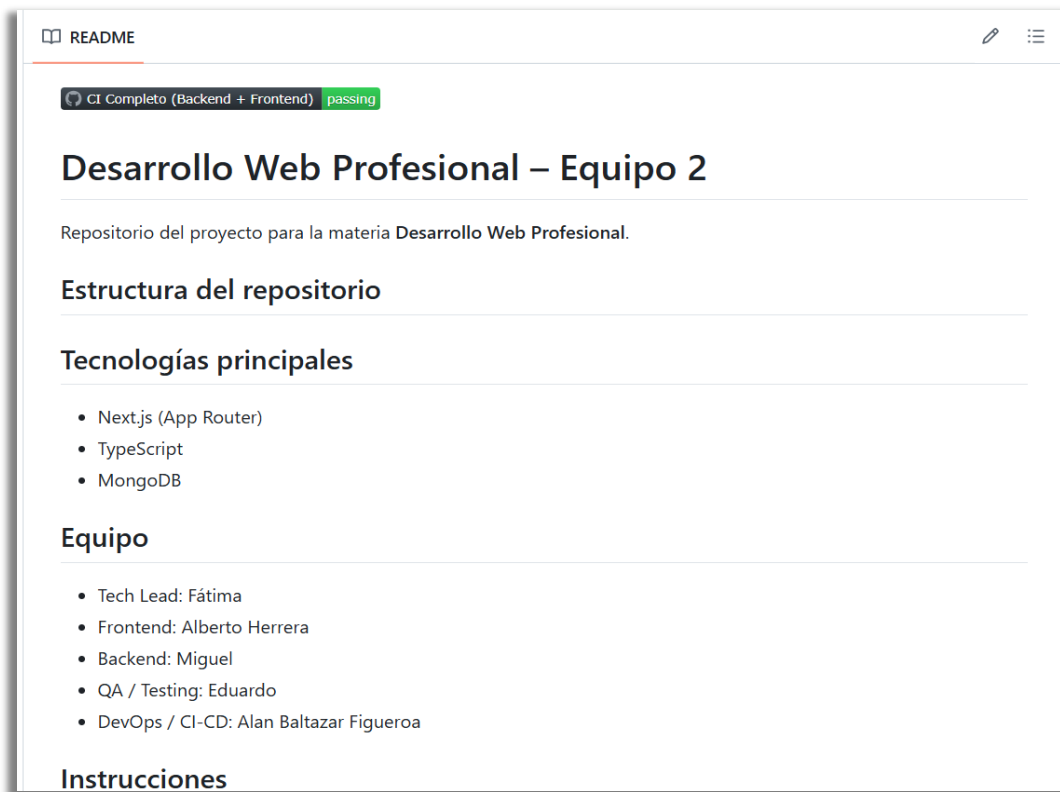 README
CI Completo (Backend + Frontend) passing
Desarrollo Web Profesional – Equipo 2
Repositorio del proyecto para la materia Desarrollo Web Profesional.
Estructura del repositorio
Tecnologías principales
• Next.js (App Router)
• TypeScript
• MongoDB
Equipo
• Tech Lead: Fátima
• Frontend: Alberto Herrera
• Backend: Miguel
• QA / Testing: Eduardo
• DevOps / CI-CD: Alan Baltazar Figueroa
Instrucciones